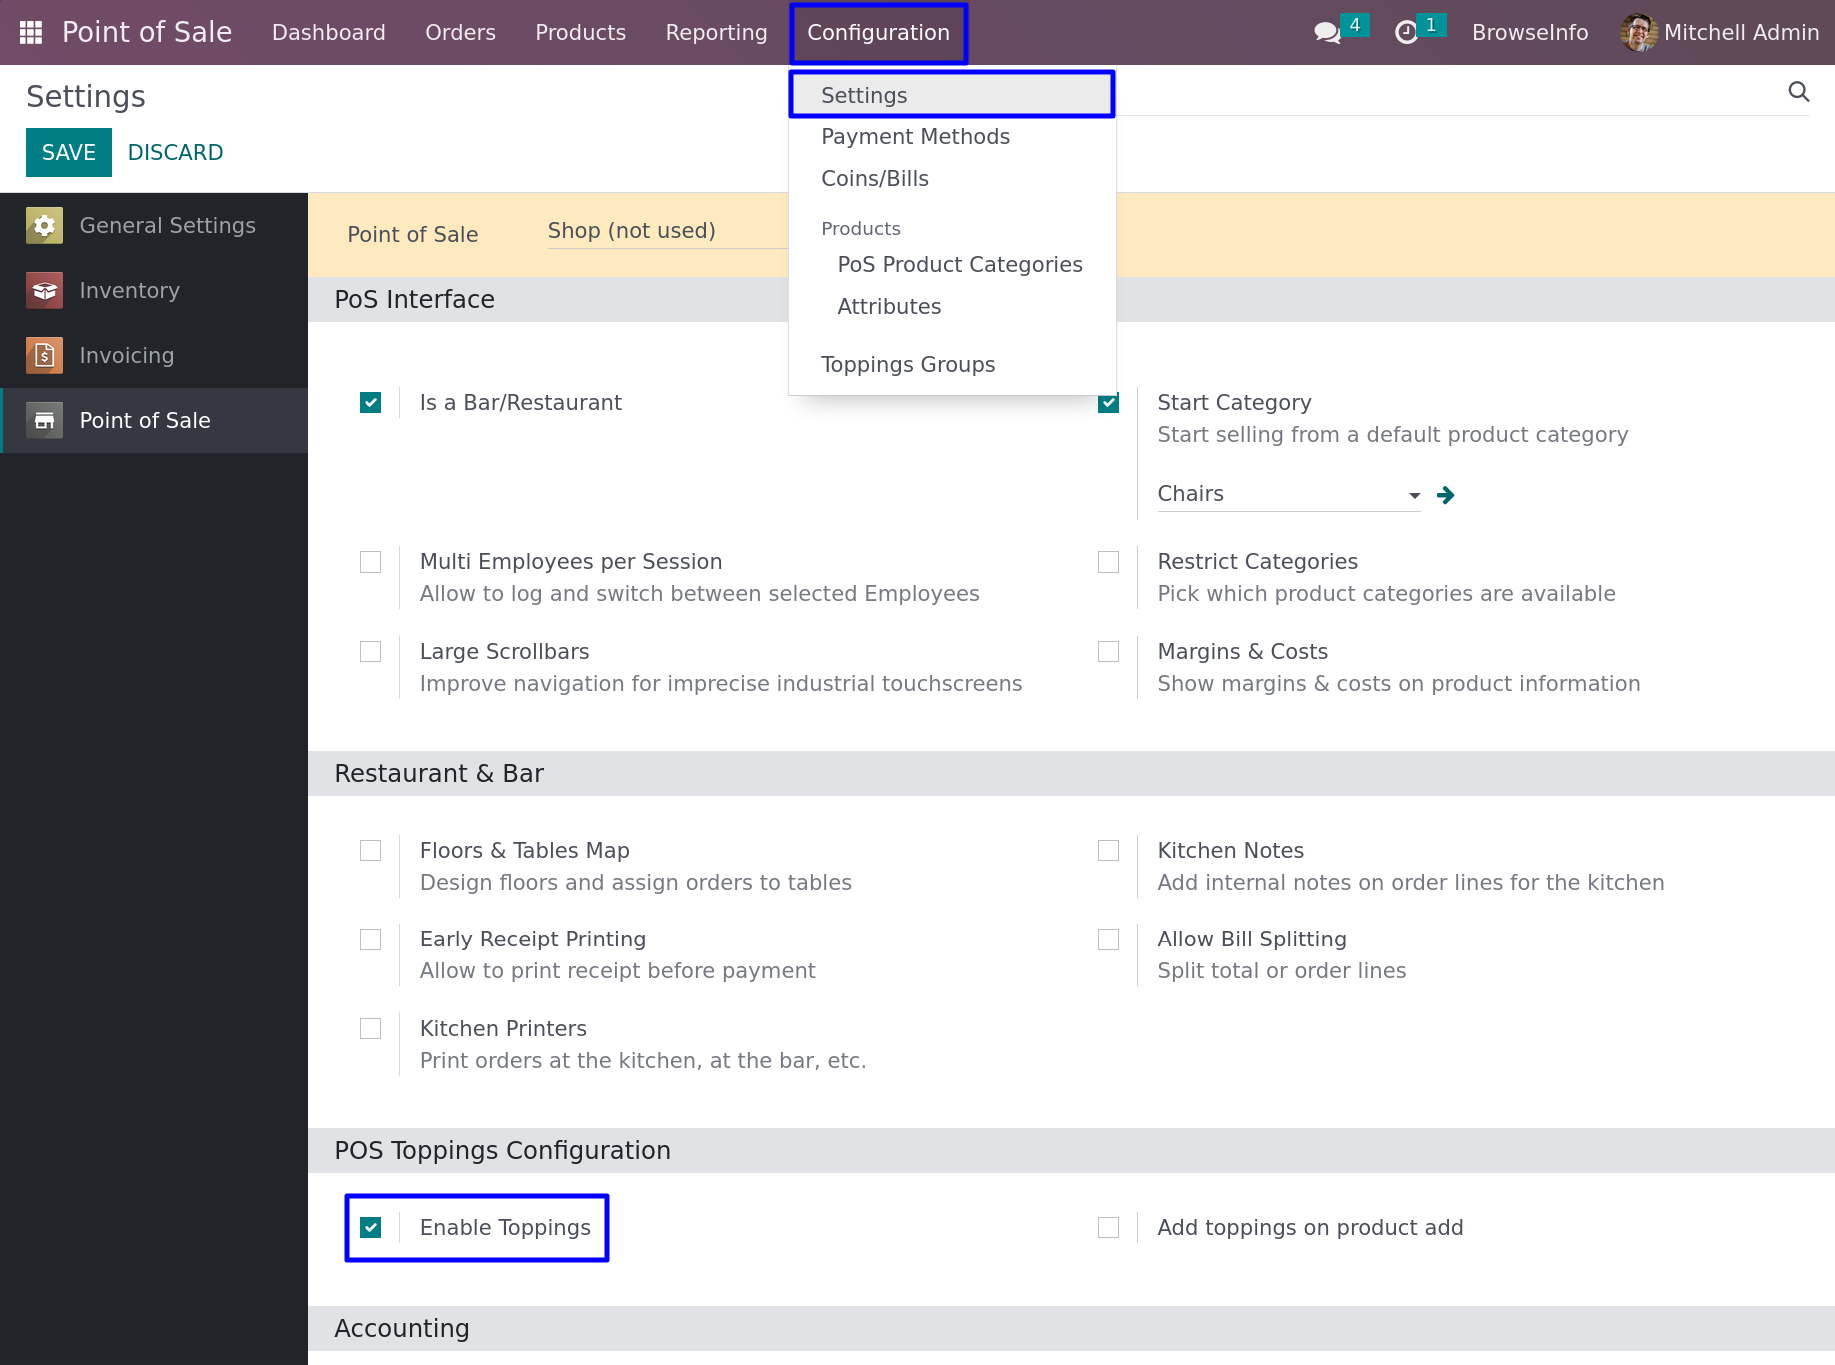 Point of Sale Dashboard Orders Products Reporting Configuration 4 1 BrowseInfo Mitchell Admin
Settings
SAVE DISCARD
Settings
Payment Methods
Coins/Bills
Products
PoS Product Categories
Attributes
Toppings Groups
General Settings
Inventory
Invoicing
Point of Sale
Point of Sale Shop (not used)
PoS Interface
Is a Bar/Restaurant
Start Category
Start selling from a default product category
Chairs
Multi Employees per Session
Allow to log and switch between selected Employees
Restrict Categories
Pick which product categories are available
Large Scrollbars
Improve navigation for imprecise industrial touchscreens
Margins & Costs
Show margins & costs on product information
Restaurant & Bar
Floors & Tables Map
Design floors and assign orders to tables
Kitchen Notes
Add internal notes on order lines for the kitchen
Early Receipt Printing
Allow to print receipt before payment
Allow Bill Splitting
Split total or order lines
Kitchen Printers
Print orders at the kitchen, at the bar, etc.
POS Toppings Configuration
Enable Toppings
Add toppings on product add
Accounting